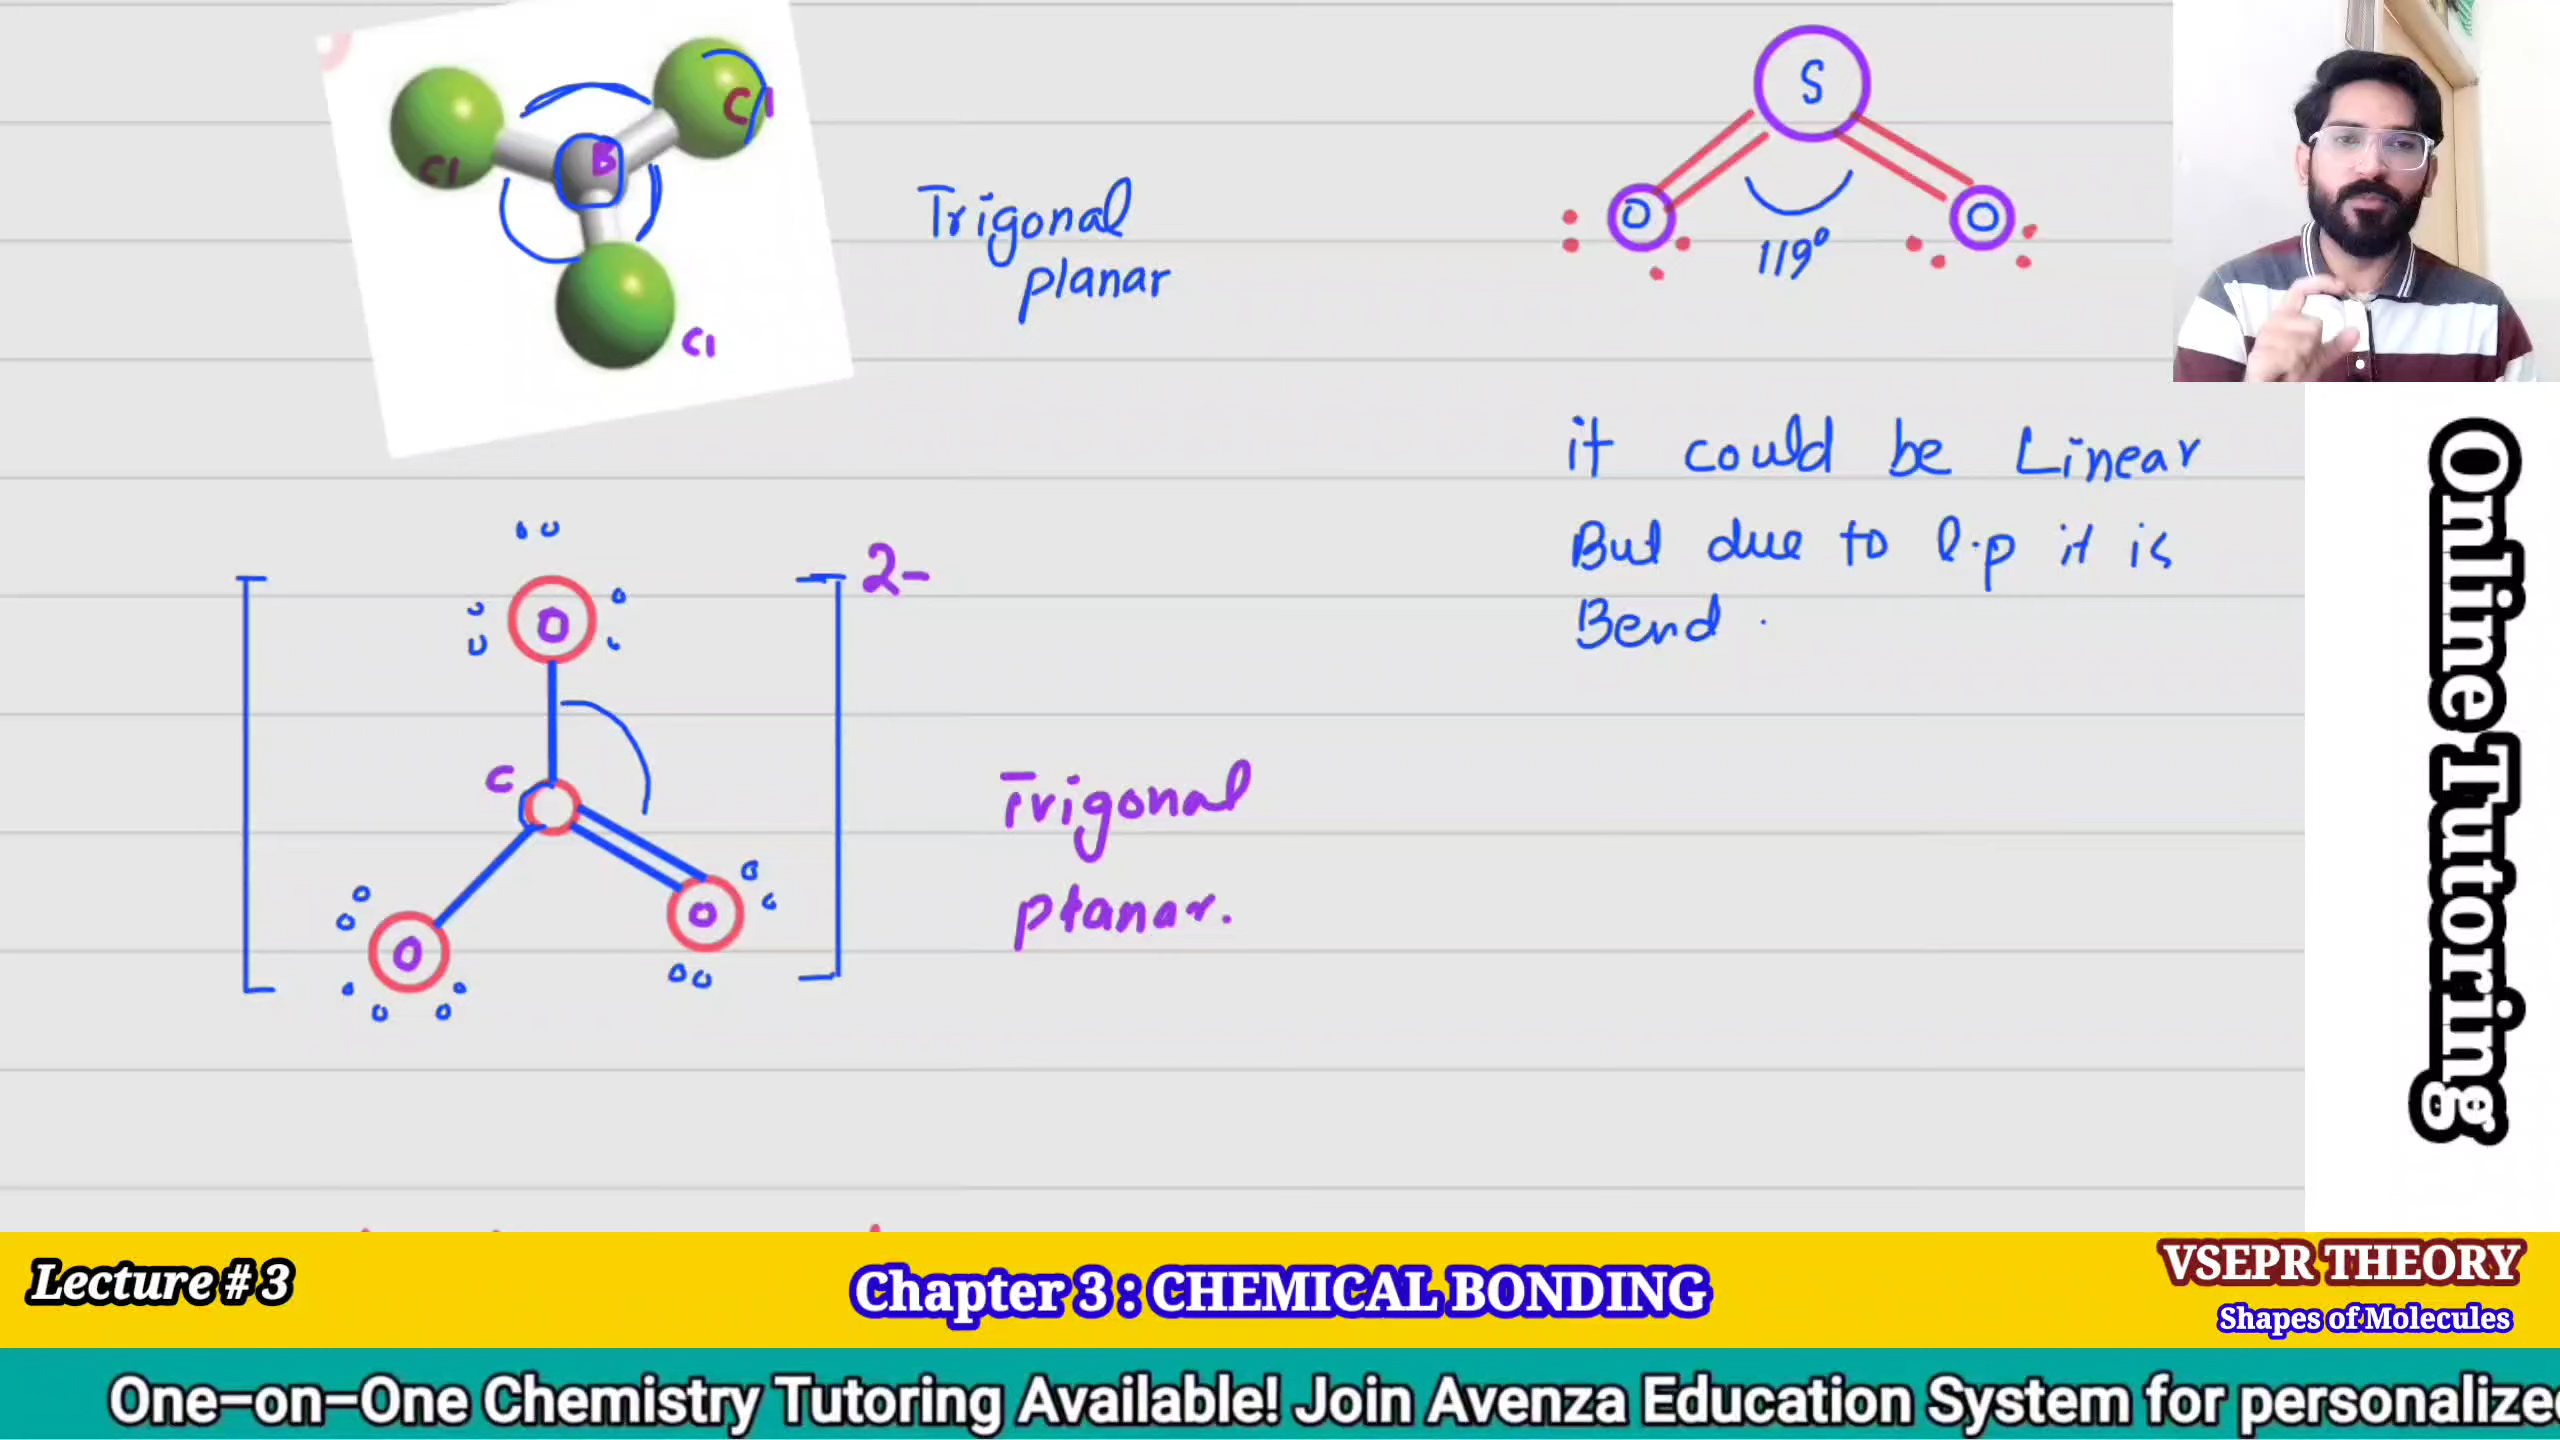 Cl
Cl
B
Cl
Trigonal
planar
S
O
O
119°
it could be Linear
But due to l.p it is
Bend.
2-
O
C
O
O
Trigonal
planar.
Online Tutoring
Lecture # 3
Chapter 3 : CHEMICAL BONDING
VSEPR THEORY
Shapes of Molecules
One-on-One Chemistry Tutoring Available! Join Avenza Education System for personalize